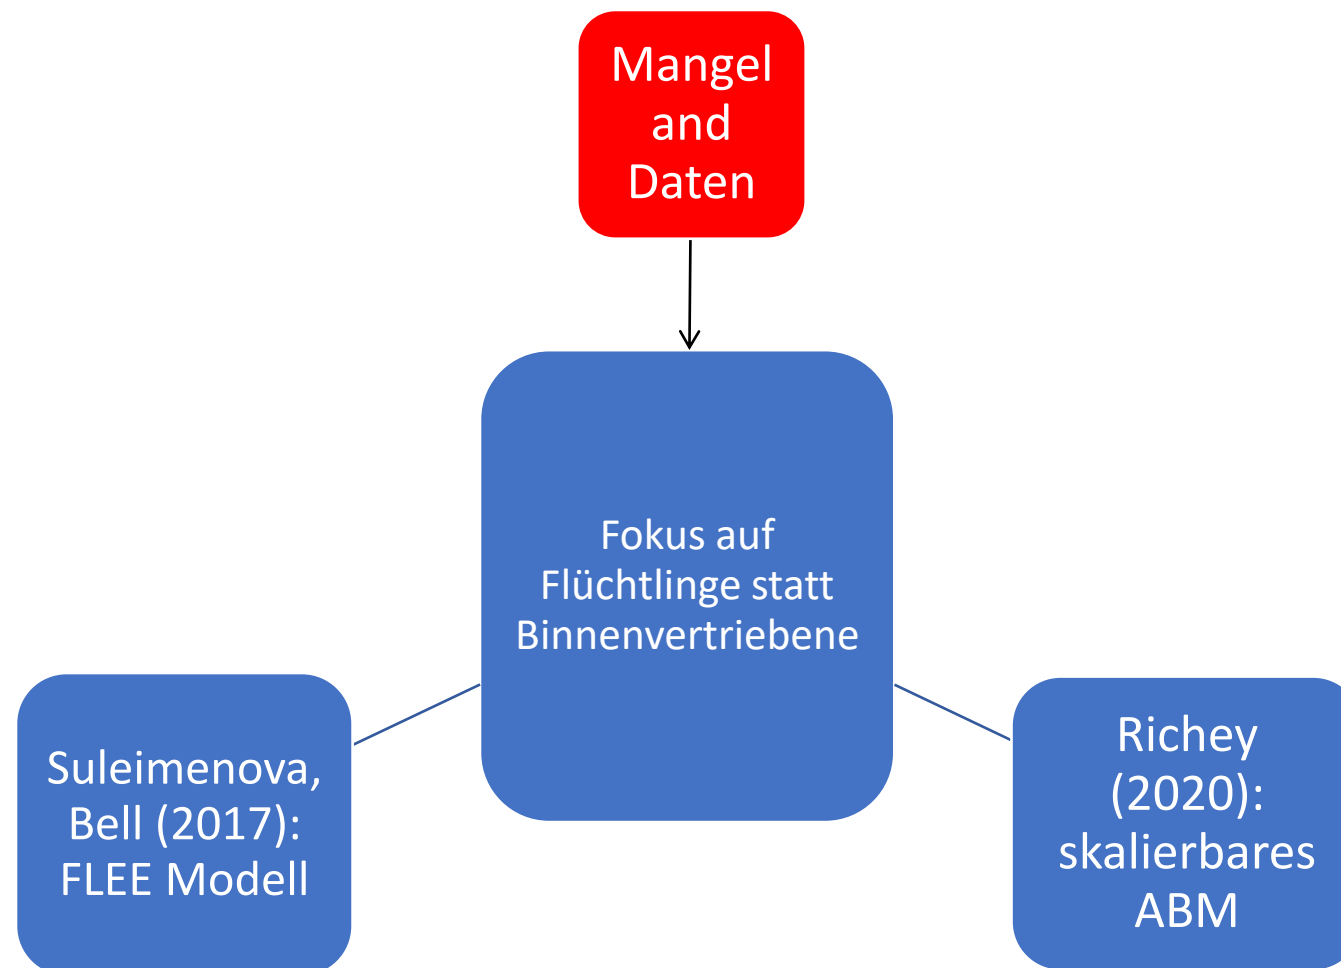 Mangel
and
Daten
Fokus auf
Flüchtlinge statt
Binnenvertriebene
Suleimenova,
Bell (2017):
FLEE Modell
Richey
(2020):
skalierbares
ABM